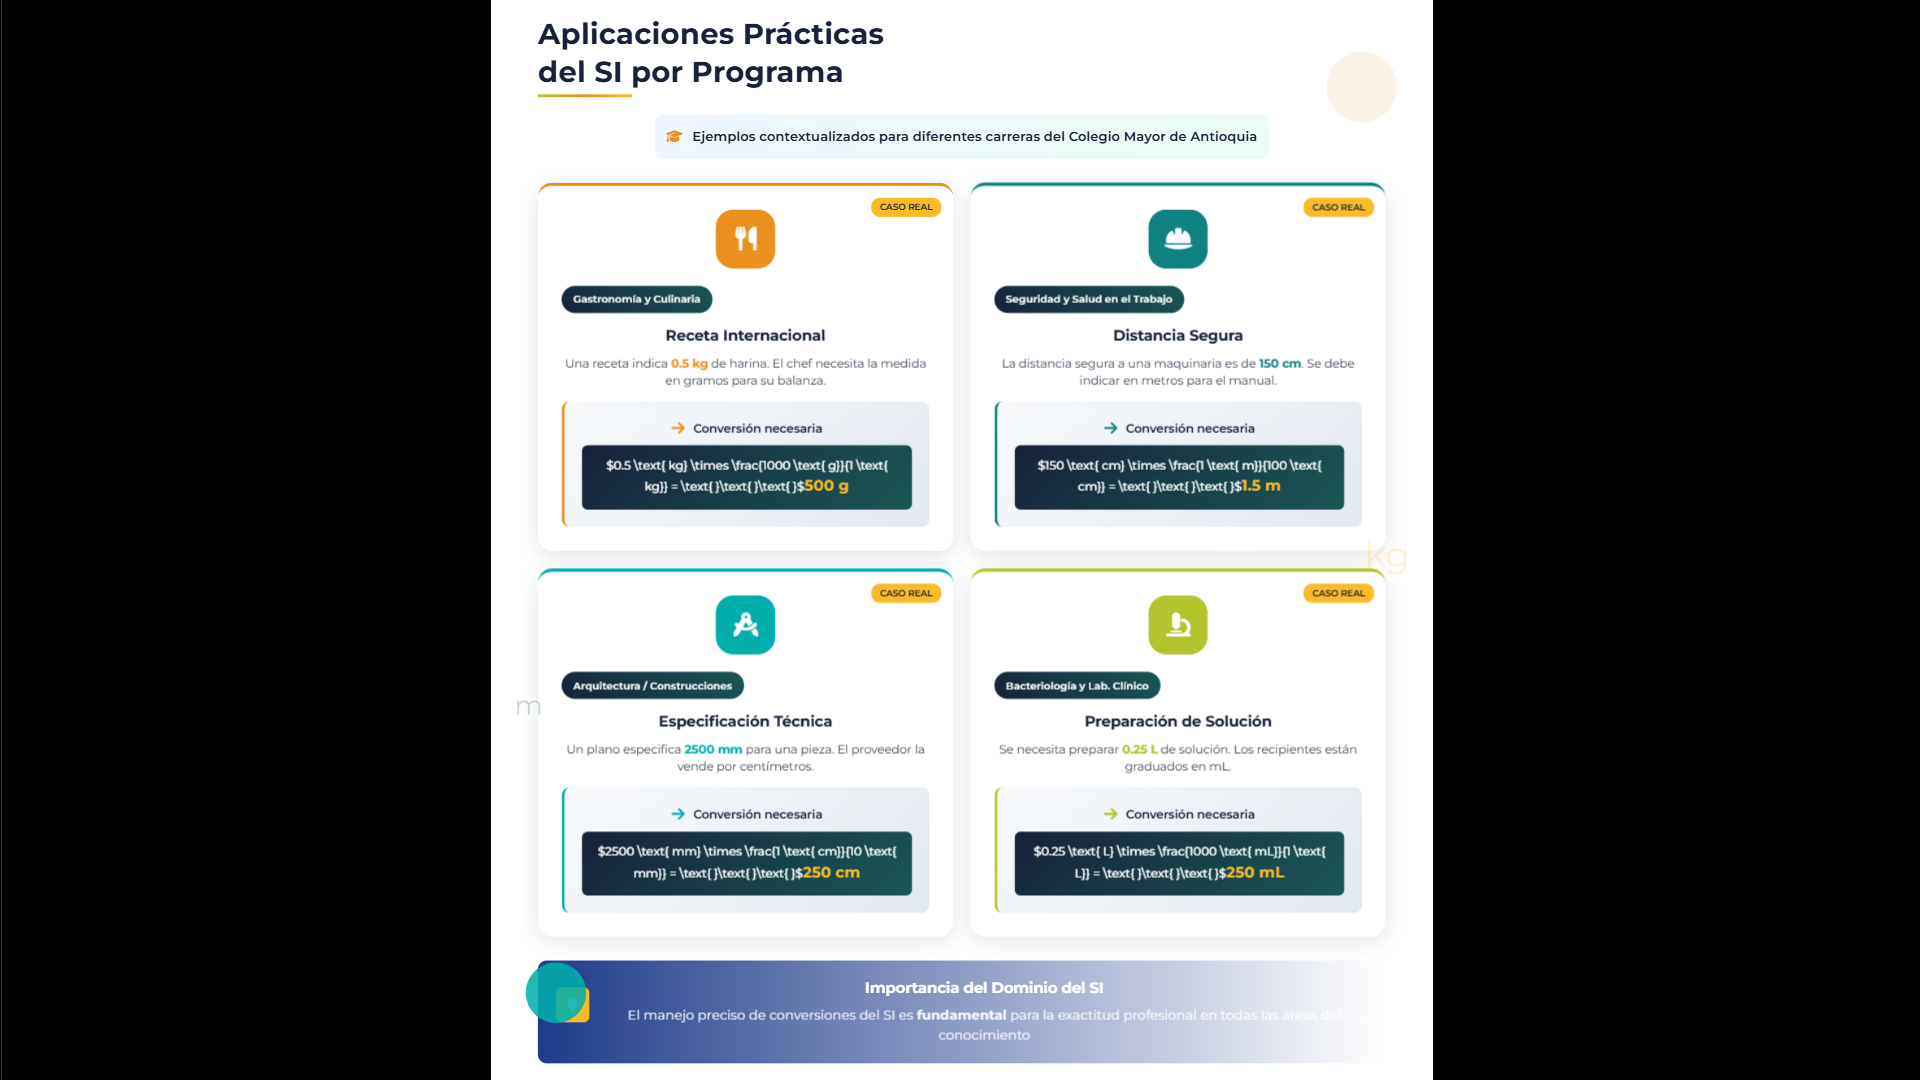 Aplicaciones Prácticas
del SI por Programa
Ejemplos contextualizados para diferentes carreras del Colegio Mayor de Antioquia
CASO REAL
Gastronomía y Culinaria
Receta Internacional
Una receta indica 0.5 kg de harina. El chef necesita la medida
en gramos para su balanza.
Conversión necesaria
$0.5 \text{ kg} \times \frac{1000 \text{ g}}{1 \text{
kg}} = \text{ }\text{ }\text{ }$500 g
CASO REAL
Seguridad y Salud en el Trabajo
Distancia Segura
La distancia segura a una maquinaria es de 150 cm. Se debe
indicar en metros para el manual.
Conversión necesaria
$150 \text{ cm} \times \frac{1 \text{ m}}{100 \text{
cm}} = \text{ }\text{ }\text{ }$1.5 m
kg
CASO REAL
Arquitectura / Construcciones
m
Especificación Técnica
Un plano especifica 2500 mm para una pieza. El proveedor la
vende por centímetros.
Conversión necesaria
$2500 \text{ mm} \times \frac{1 \text{ cm}}{10 \text{
mm}} = \text{ }\text{ }\text{ }$250 cm
CASO REAL
Bacteriología y Lab. Clínico
Preparación de Solución
Se necesita preparar 0.25 L de solución. Los recipientes están
graduados en mL.
Conversión necesaria
$0.25 \text{ L} \times \frac{1000 \text{ mL}}{1 \text{
L}} = \text{ }\text{ }\text{ }$250 mL
Importancia del Dominio del SI
El manejo preciso de conversiones del SI es fundamental para la exactitud profesional en todas las áreas del
conocimiento